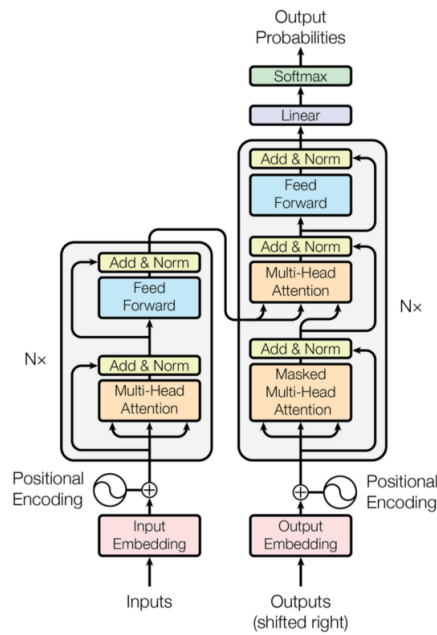 Output
Probabilities
Softmax
Linear
Add & Norm
Feed
Forward
Add & Norm
Multi-Head
Attention
Nx
Add & Norm
Masked
Multi-Head
Attention
Positional
Encoding
Output
Embedding
Outputs
(shifted right)
Add & Norm
Feed
Forward
Nx
Add & Norm
Multi-Head
Attention
Positional
Encoding
Input
Embedding
Inputs